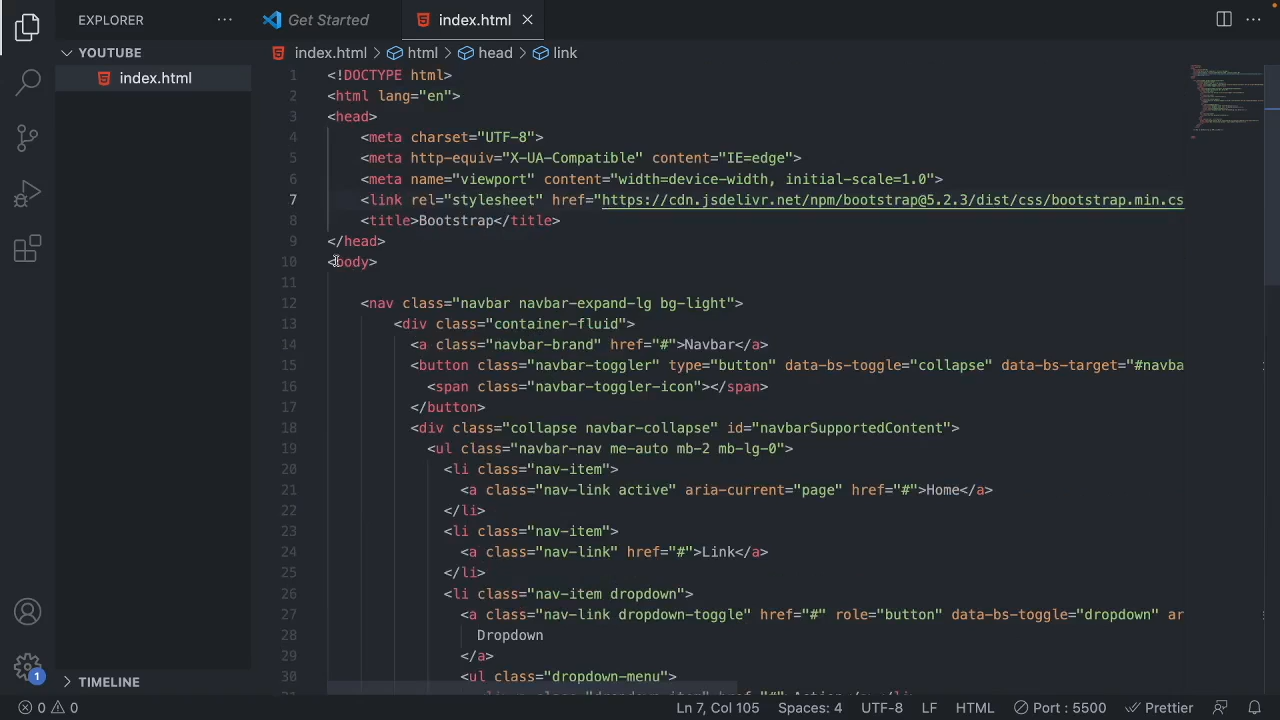 EXPLORER
Get Started
index.html
YOUTUBE
index.html
index.html > html > head > link
1 <!DOCTYPE html>
2 <html lang="en">
3 <head>
4 <meta charset="UTF-8">
5 <meta http-equiv="X-UA-Compatible" content="IE=edge">
6 <meta name="viewport" content="width=device-width, initial-scale=1.0">
7 <link rel="stylesheet" href="https://cdn.jsdelivr.net/npm/bootstrap@5.2.3/dist/css/bootstrap.min.cs
8 <title>Bootstrap</title>
9 </head>
10 <body>
11
12 <nav class="navbar navbar-expand-lg bg-light">
13 <div class="container-fluid">
14 <a class="navbar-brand" href="#">Navbar</a>
15 <button class="navbar-toggler" type="button" data-bs-toggle="collapse" data-bs-target="#navba
16 <span class="navbar-toggler-icon"></span>
17 </button>
18 <div class="collapse navbar-collapse" id="navbarSupportedContent">
19 <ul class="navbar-nav me-auto mb-2 mb-lg-0">
20 <li class="nav-item">
21 <a class="nav-link active" aria-current="page" href="#">Home</a>
22 </li>
23 <li class="nav-item">
24 <a class="nav-link" href="#">Link</a>
25 </li>
26 <li class="nav-item dropdown">
27 <a class="nav-link dropdown-toggle" href="#" role="button" data-bs-toggle="dropdown" ar
28 Dropdown
29 </a>
30 <ul class="dropdown-menu">
TIMELINE
1
0 0
Ln 7, Col 105
Spaces: 4
UTF-8
LF
HTML
Port : 5500
Prettier